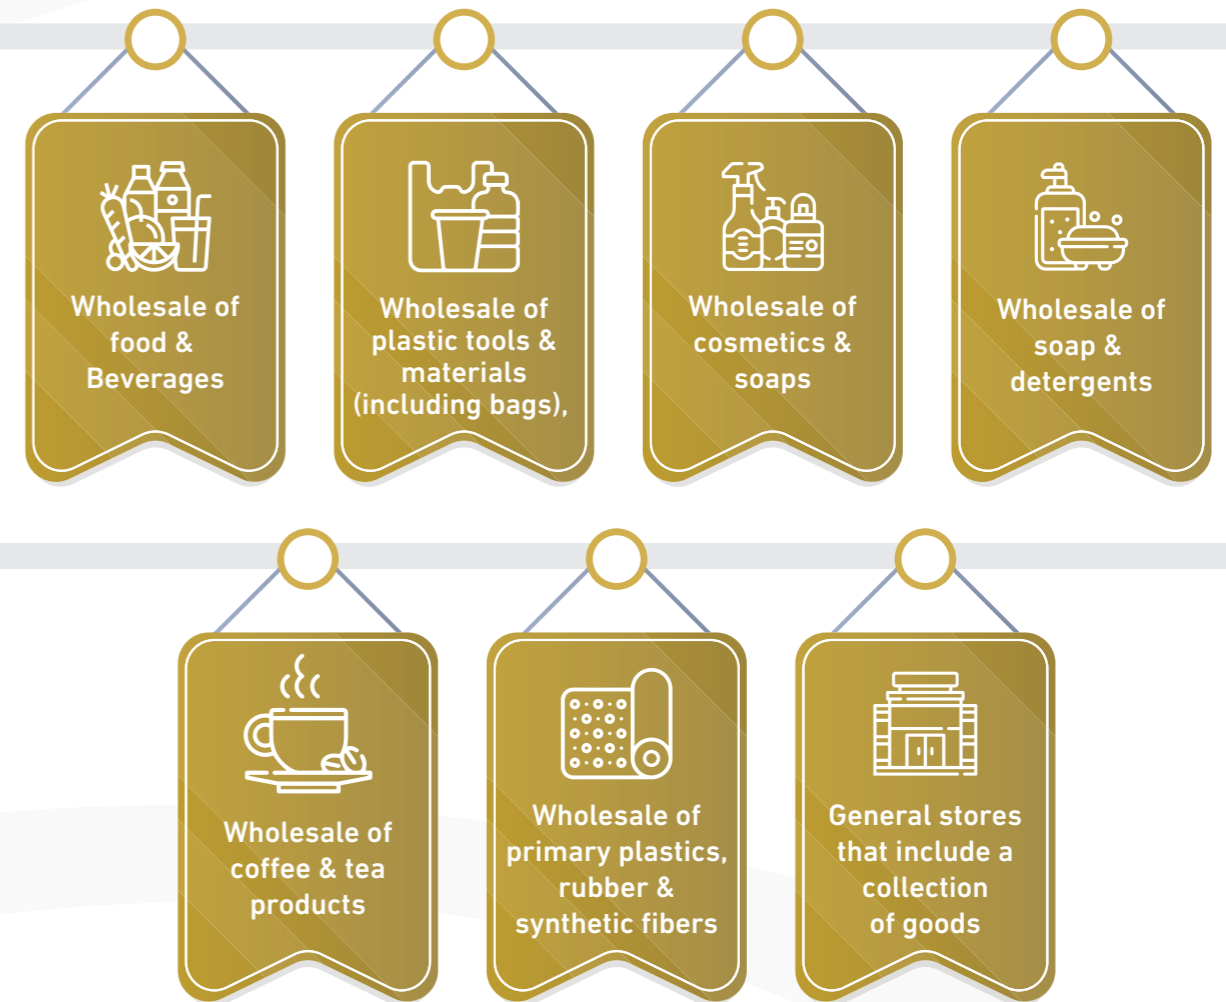 Wholesale of
food &
Beverages
Wholesale of
plastic tools &
materials
(including bags),
Wholesale of
cosmetics &
soaps
Wholesale of
soap &
detergents
Wholesale of
coffee & tea
products
Wholesale of
primary plastics,
rubber &
synthetic fibers
General stores
that include a
collection
of goods